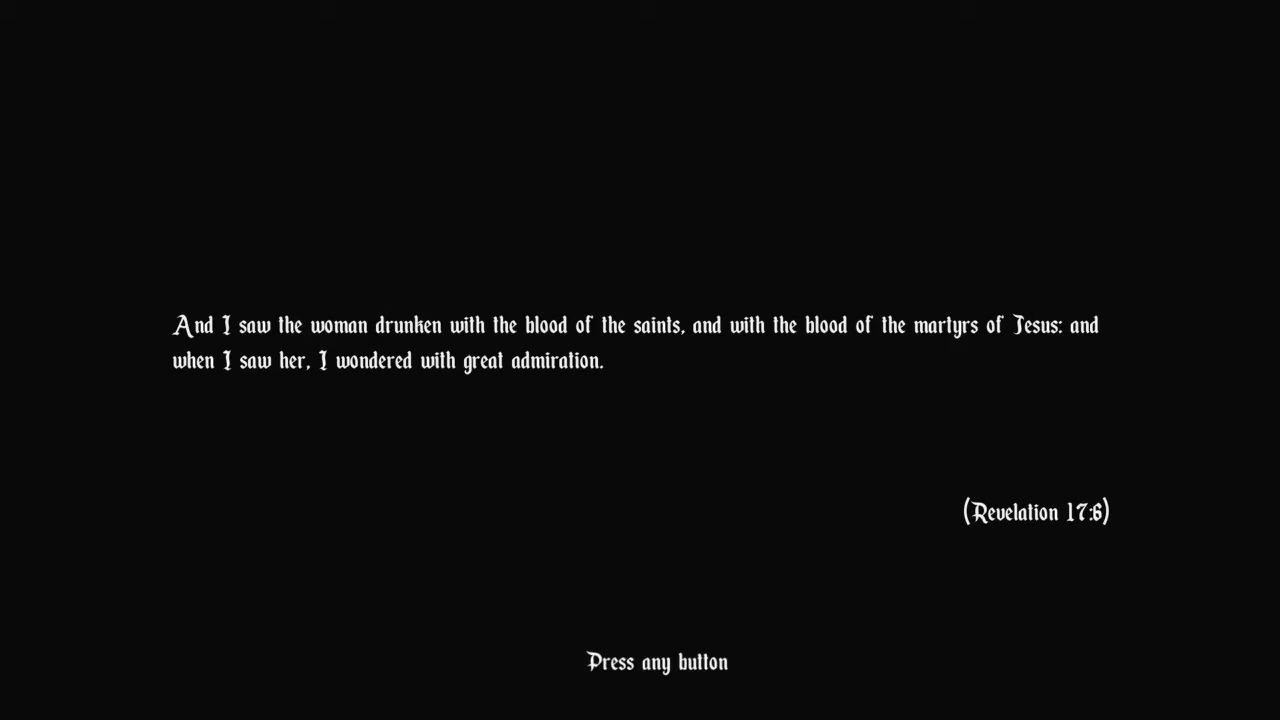 And I saw the woman drunken with the blood of the saints, and with the blood of the martyrs of Jesus: and
when I saw her, I wondered with great admiration.
(Revelation 17:6)
Press any button